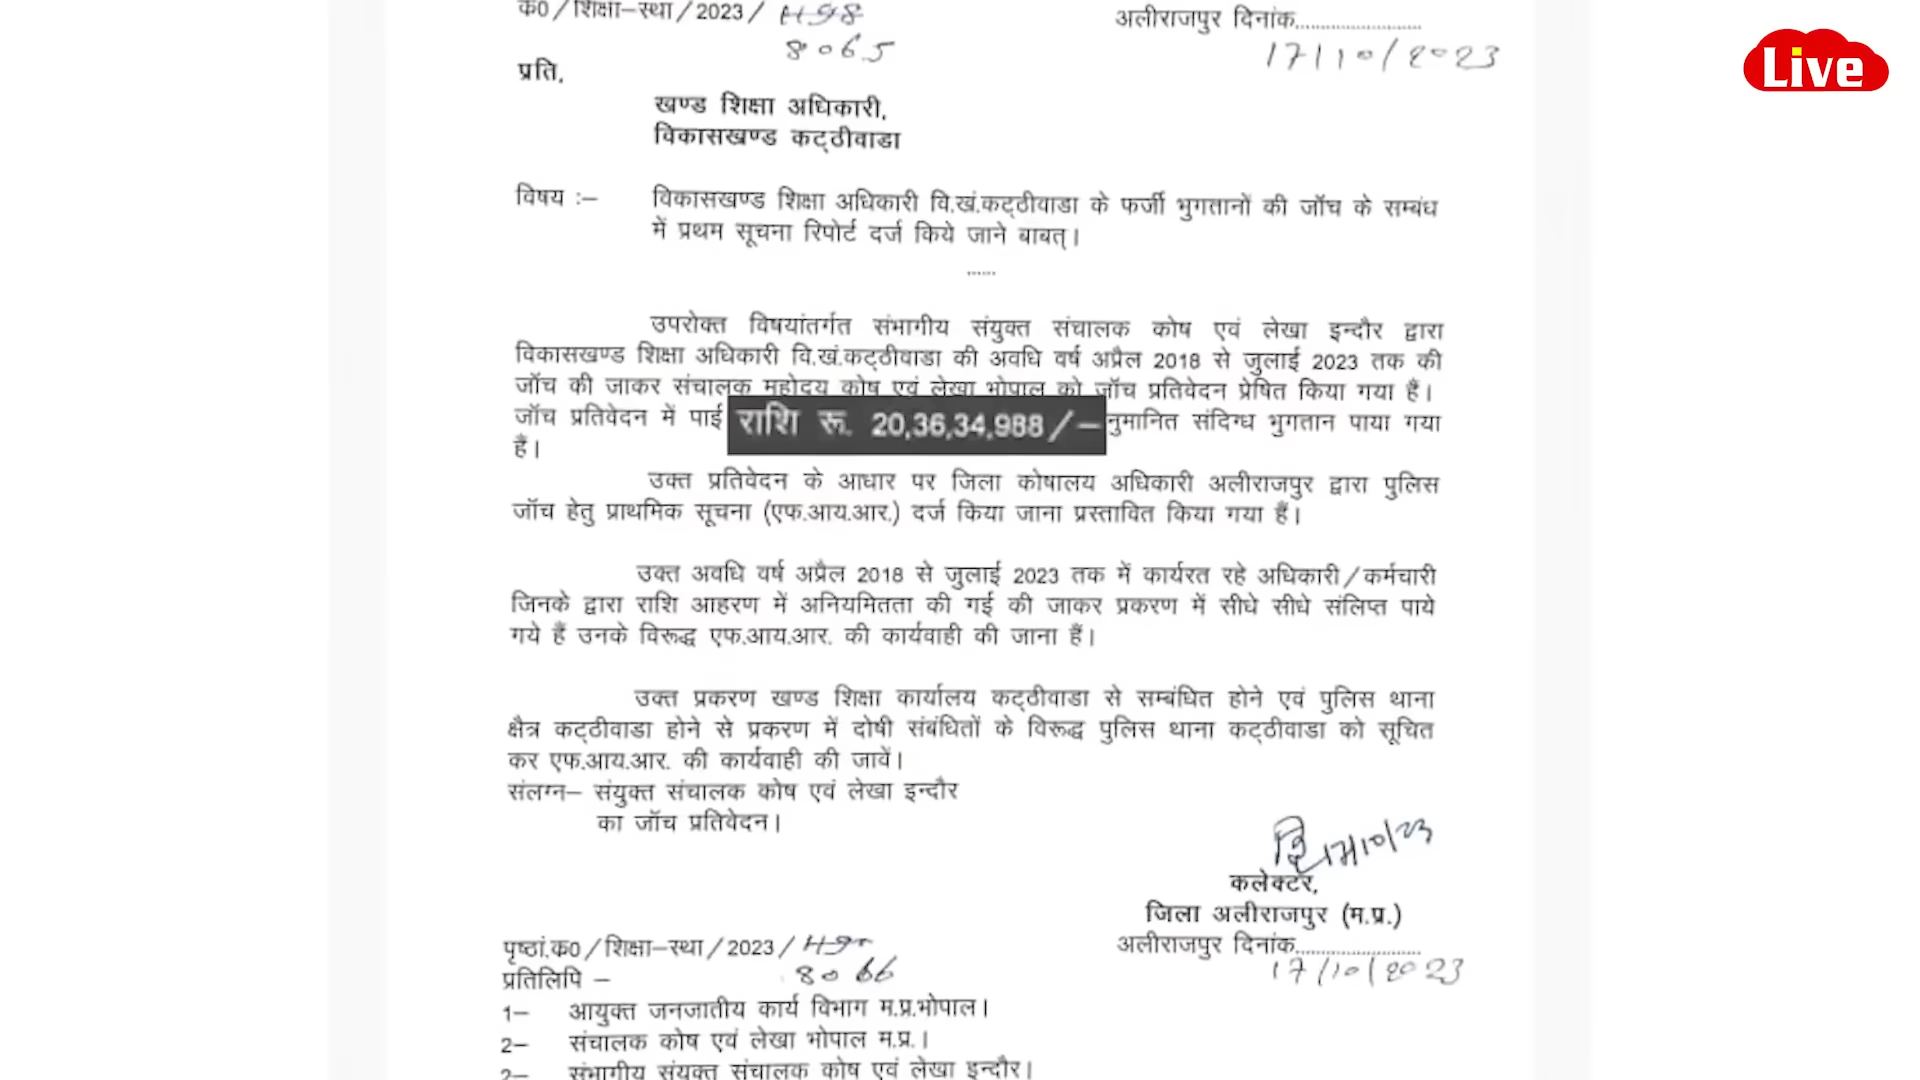 क0/शिक्षा–स्था/2023/
8065
अलीराजपुर दिनांक......................
17/10/2023
Live
प्रति,
खण्ड शिक्षा अधिकारी,
विकासखण्ड कट्ठीवाडा
विषय :– विकासखण्ड शिक्षा अधिकारी वि.खं.कट्ठीवाडा के फर्जी भुगतानों की जॉच के सम्बंध
में प्रथम सूचना रिपोर्ट दर्ज किये जाने बाबत्।
......
उपरोक्त विषयांतर्गत संभागीय संयुक्त संचालक कोष एवं लेखा इन्दौर द्वारा
विकासखण्ड शिक्षा अधिकारी वि.खं.कट्ठीवाडा की अवधि वर्ष अप्रैल 2018 से जुलाई 2023 तक की
जॉच की जाकर संचालक महोदय कोष एवं लेखा भोपाल को जॉच प्रतिवेदन प्रेषित किया गया हैं।
जॉच प्रतिवेदन में पाई राशि रू. 20,36,34,988/– नुमानित संदिग्ध भुगतान पाया गया
हैं।
उक्त प्रतिवेदन के आधार पर जिला कोषालय अधिकारी अलीराजपुर द्वारा पुलिस
जॉच हेतु प्राथमिक सूचना (एफ.आय.आर.) दर्ज किया जाना प्रस्तावित किया गया हैं।
उक्त अवधि वर्ष अप्रैल 2018 से जुलाई 2023 तक में कार्यरत रहे अधिकारी/कर्मचारी
जिनके द्वारा राशि आहरण में अनियमितता की गई की जाकर प्रकरण में सीधे सीधे संलिप्त पाये
गये हैं उनके विरूद्ध एफ.आय.आर. की कार्यवाही की जाना हैं।
उक्त प्रकरण खण्ड शिक्षा कार्यालय कट्ठीवाडा से सम्बंधित होने एवं पुलिस थाना
क्षैत्र कट्ठीवाडा होने से प्रकरण में दोषी संबंधितों के विरूद्ध पुलिस थाना कट्ठीवाडा को सूचित
कर एफ.आय.आर. की कार्यवाही की जावें।
संलग्न– संयुक्त संचालक कोष एवं लेखा इन्दौर
का जॉच प्रतिवेदन।
17/10/23
कलेक्टर,
जिला अलीराजपुर (म.प्र.)
पृष्ठां.क0/शिक्षा–स्था/2023/
8066
अलीराजपुर दिनांक......................
17/10/2023
प्रतिलिपि –
1– आयुक्त जनजातीय कार्य विभाग म.प्र.भोपाल।
2– संचालक कोष एवं लेखा भोपाल म.प्र.।
संभागीय संयुक्त संचालक कोष एवं लेखा इन्दौर।